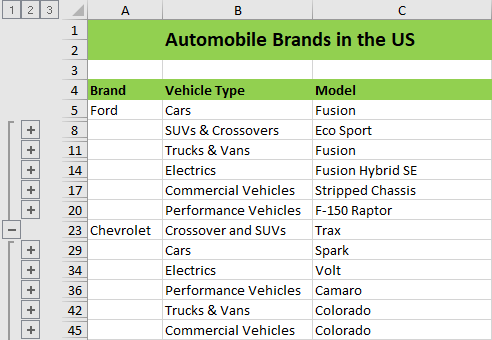 1 2 3 A B C
1
Automobile Brands in the US
2
3
4 Brand Vehicle Type Model
5 Ford Cars Fusion
8 SUVs & Crossovers Eco Sport
11 Trucks & Vans Fusion
14 Electrics Fusion Hybrid SE
17 Commercial Vehicles Stripped Chassis
20 Performance Vehicles F-150 Raptor
23 Chevrolet Crossover and SUVs Trax
29 Cars Spark
34 Electrics Volt
36 Performance Vehicles Camaro
42 Trucks & Vans Colorado
45 Commercial Vehicles Colorado